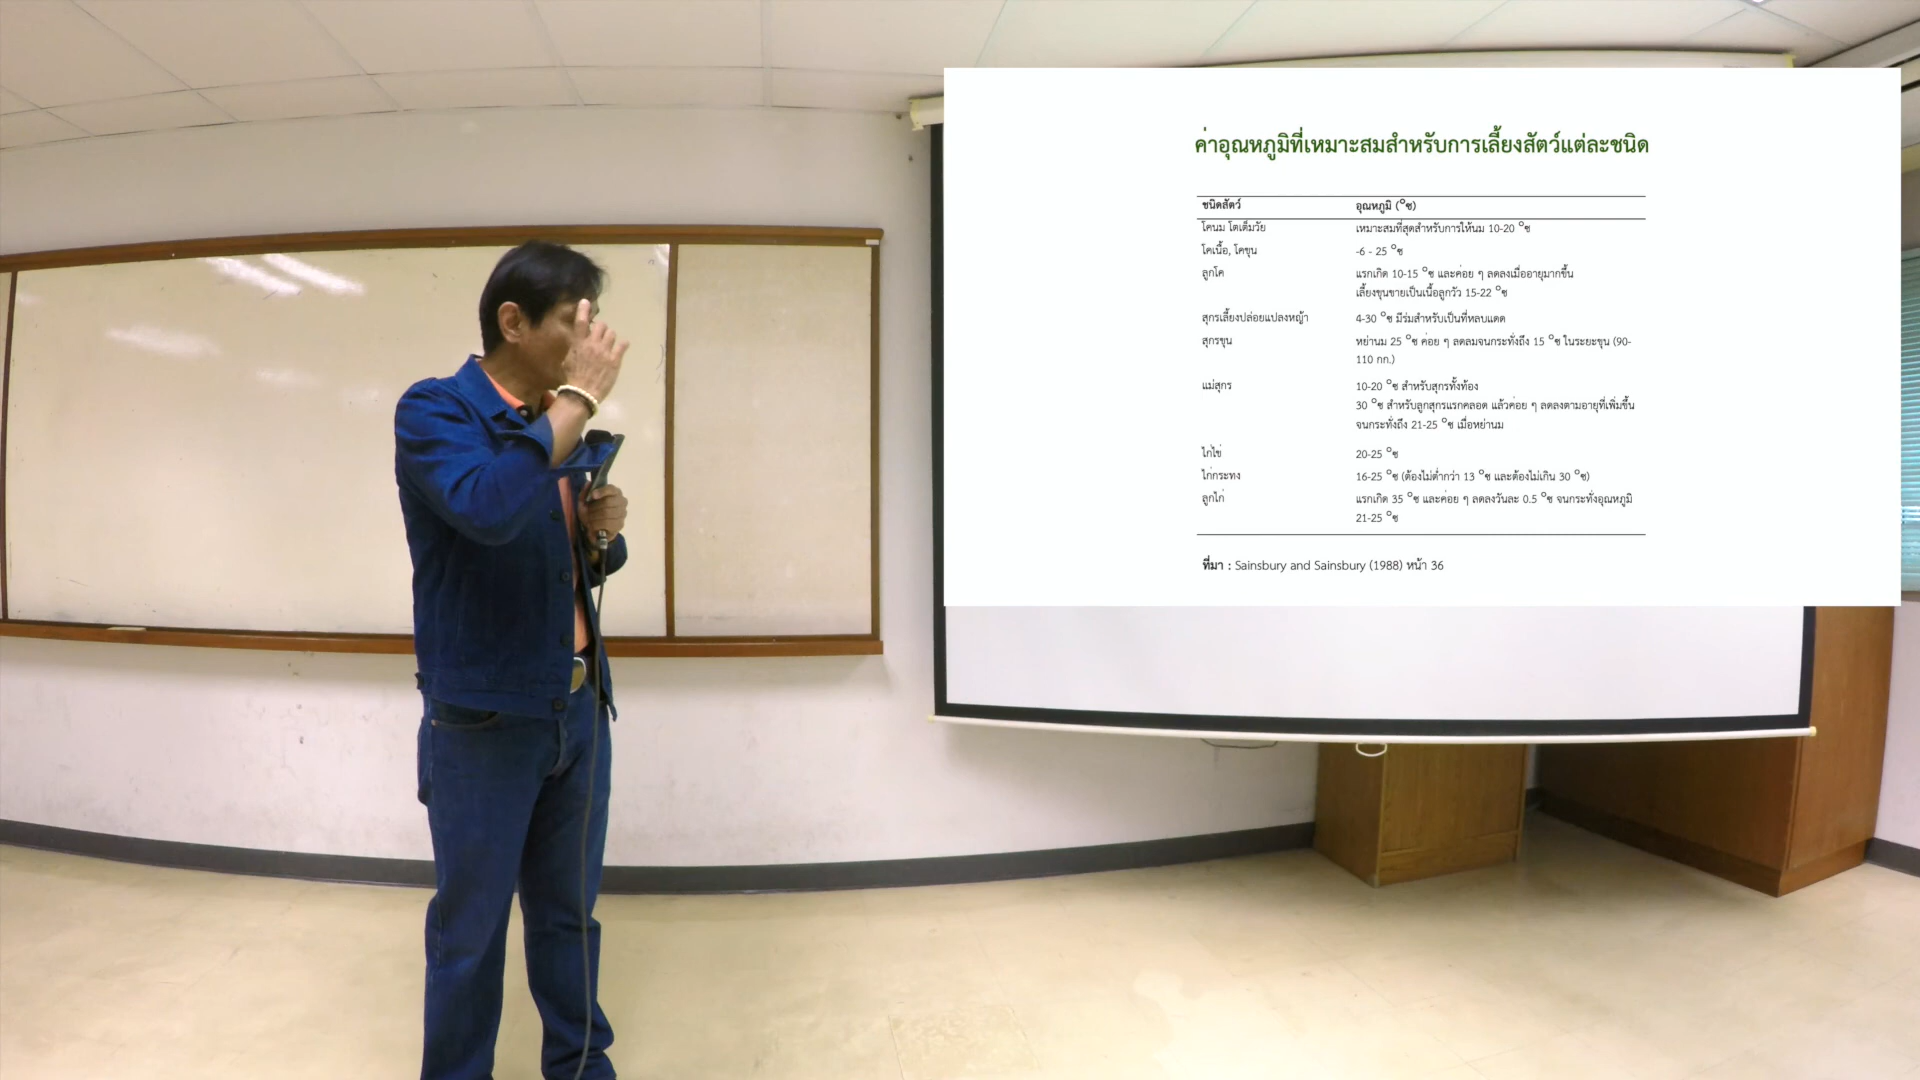 ค่าอุณหภูมิที่เหมาะสมสำหรับการเลี้ยงสัตว์แต่ละชนิด
ชนิดสัตว์ อุณหภูมิ (°ซ)
โคนม โตเต็มวัย เหมาะสมที่สุดสำหรับการให้นม 10-20 °ซ
โคเนื้อ, โคขุน -6 - 25 °ซ
ลูกโค แรกเกิด 10-15 °ซ และค่อย ๆ ลดลงเมื่ออายุมากขึ้น
เลี้ยงขุนขายเป็นเนื้อลูกวัว 15-22 °ซ
สุกรเลี้ยงปล่อยแปลงหญ้า 4-30 °ซ มีร่มสำหรับเป็นที่หลบแดด
สุกรขุน หย่านม 25 °ซ ค่อย ๆ ลดลมจนกระทั่งถึง 15 °ซ ในระยะขุน (90-
110 กก.)
แม่สุกร 10-20 °ซ สำหรับสุกรทั้งท้อง
30 °ซ สำหรับลูกสุกรแรกคลอด แล้วค่อย ๆ ลดลงตามอายุที่เพิ่มขึ้น
จนกระทั่งถึง 21-25 °ซ เมื่อหย่านม
ไก่ไข่ 20-25 °ซ
ไก่กระทง 16-25 °ซ (ต้องไม่ต่ำกว่า 13 °ซ และต้องไม่เกิน 30 °ซ)
ลูกไก่ แรกเกิด 35 °ซ และค่อย ๆ ลดลงวันละ 0.5 °ซ จนกระทั่งอุณหภูมิ
21-25 °ซ
ที่มา : Sainsbury and Sainsbury (1988) หน้า 36